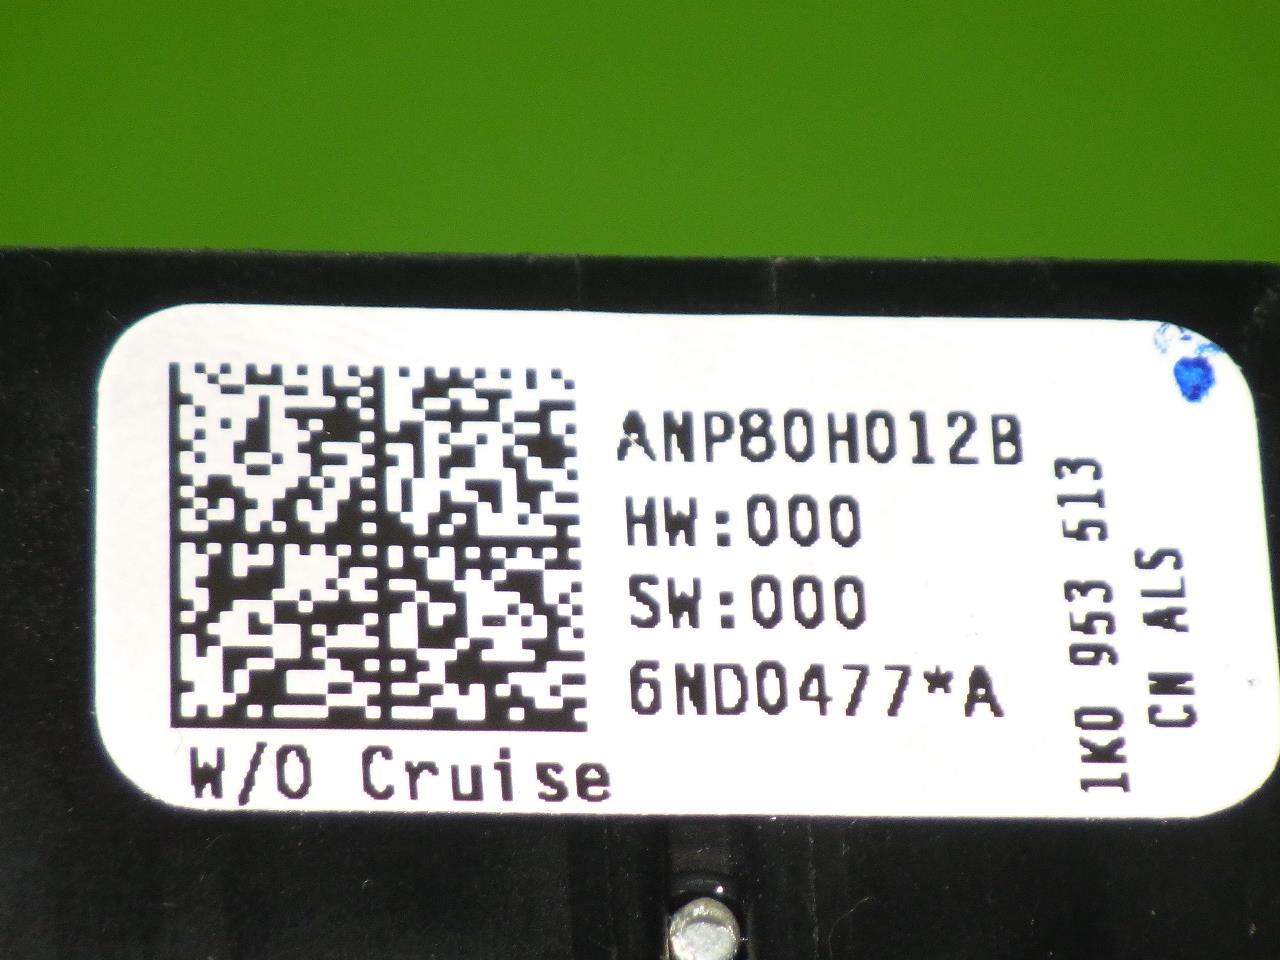 ANP80H012B
HW:000
SW:000
6ND0477*A
W/O Cruise
1K0 953 513
CN ALS